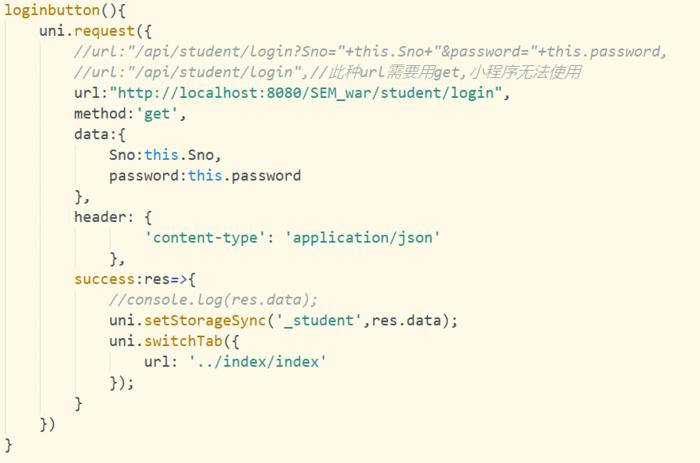 loginbutton(){
uni.request({
//url:"/api/student/login?Sno="+this.Sno+"&password="+this.password,
//url:"/api/student/login",//此种url需要用get,小程序无法使用
url:"http://localhost:8080/SEM_war/student/login",
method:'get',
data:{
Sno:this.Sno,
password:this.password
},
header: {
'content-type': 'application/json'
},
success:res=>{
//console.log(res.data);
uni.setStorageSync('_student',res.data);
uni.switchTab({
url: '../index/index'
});
}
})
}